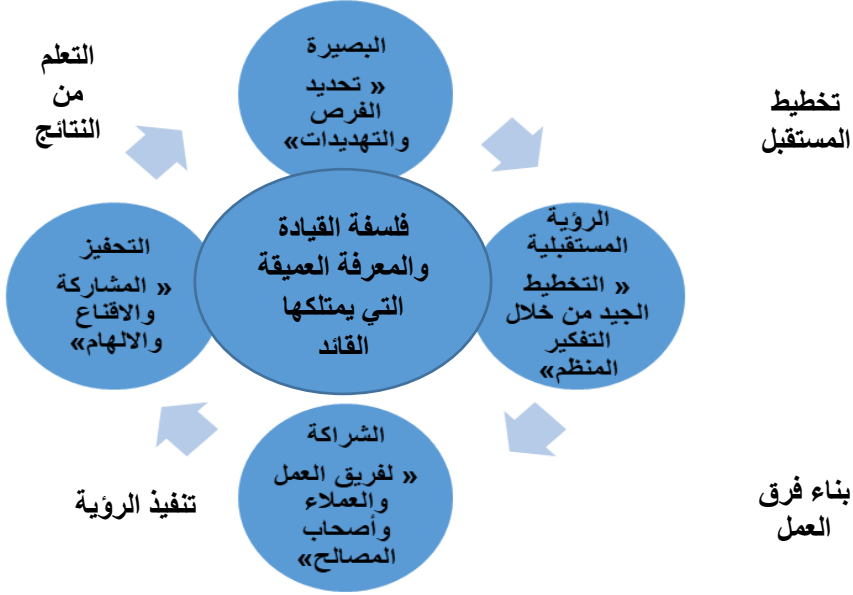 البصيرة
« تحديد
الفرص
والتهديدات»
تخطيط
المستقبل
الرؤية
المستقبلية
« التخطيط
الجيد من خلال
التفكير
المنظم»
بناء فرق
العمل
الشراكة
« لفريق العمل
والعملاء
وأصحاب
المصالح»
تنفيذ الرؤية
التحفيز
« المشاركة
والاقناع
والالهام»
التعلم
من
النتائج
فلسفة القيادة
والمعرفة العميقة
التي يمتلكها
القائد